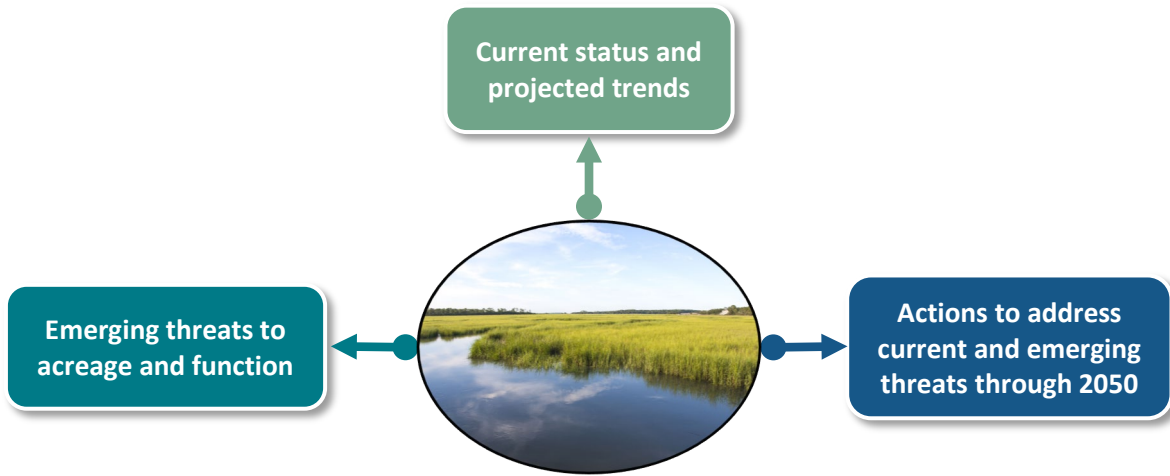 Current status and
projected trends
Emerging threats to
acreage and function
Actions to address
current and emerging
threats through 2050